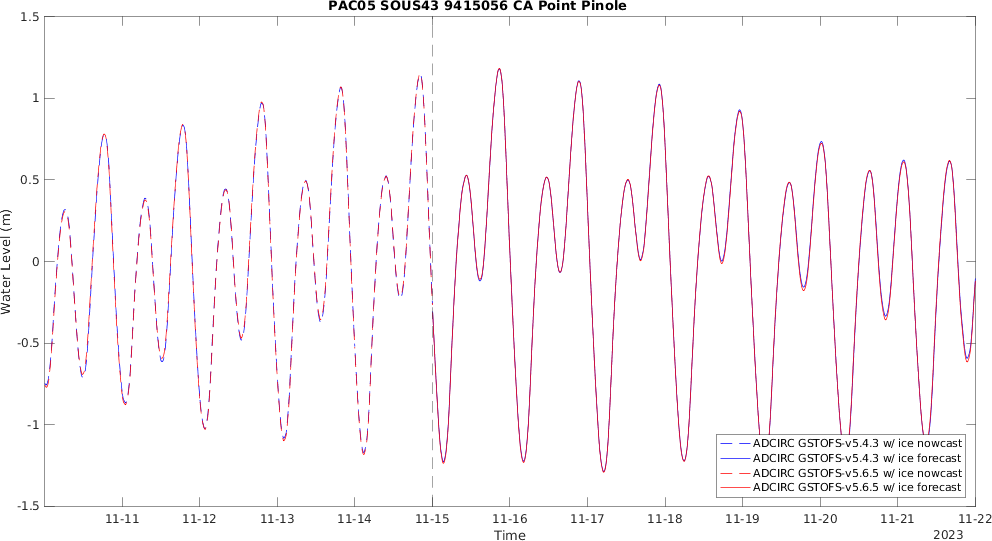 PAC05 SOUS43 9415056 CA Point Pinole
1.5
1
0.5
0
-0.5
-1
-1.5
Water Level (m)
ADCIRC GSTOFS-v5.4.3 w/ ice nowcast
ADCIRC GSTOFS-v5.4.3 w/ ice forecast
ADCIRC GSTOFS-v5.6.5 w/ ice nowcast
ADCIRC GSTOFS-v5.6.5 w/ ice forecast
11-11 11-12 11-13 11-14 11-15 11-16 11-17 11-18 11-19 11-20 11-21 11-22
Time
2023